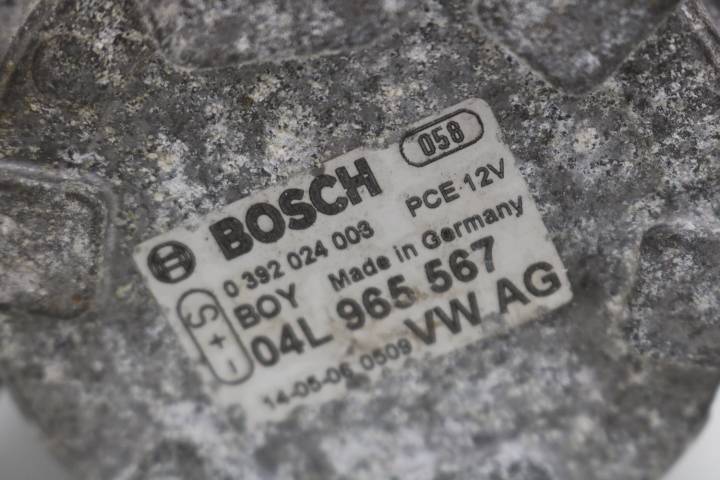 058
BOSCH
PCE 12V
0 392 024 003
Made in Germany
BOY
04L 965 567
S + -
VW AG
14-05-06 0509